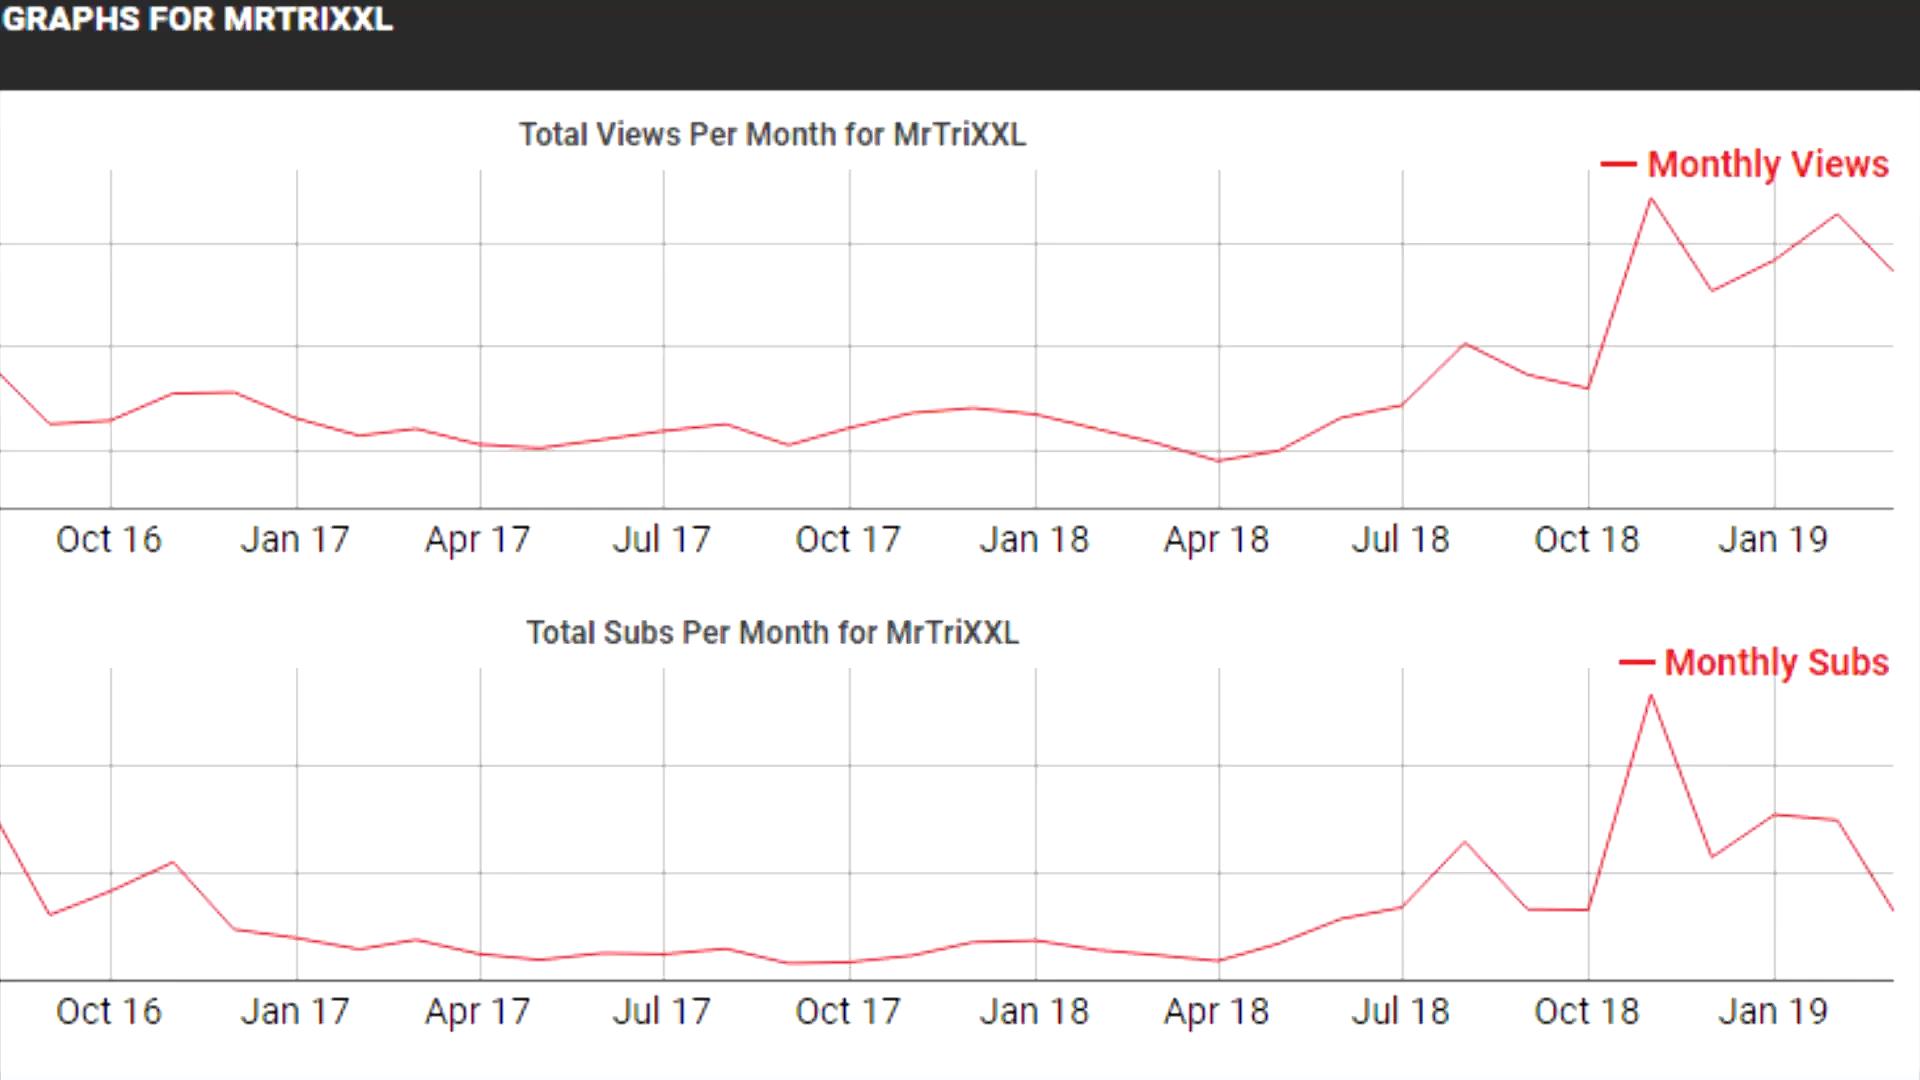 GRAPHS FOR MRTRIXXL
Total Views Per Month for MrTriXXL
Monthly Views
Oct 16 Jan 17 Apr 17 Jul 17 Oct 17 Jan 18 Apr 18 Jul 18 Oct 18 Jan 19
Total Subs Per Month for MrTriXXL
Monthly Subs
Oct 16 Jan 17 Apr 17 Jul 17 Oct 17 Jan 18 Apr 18 Jul 18 Oct 18 Jan 19